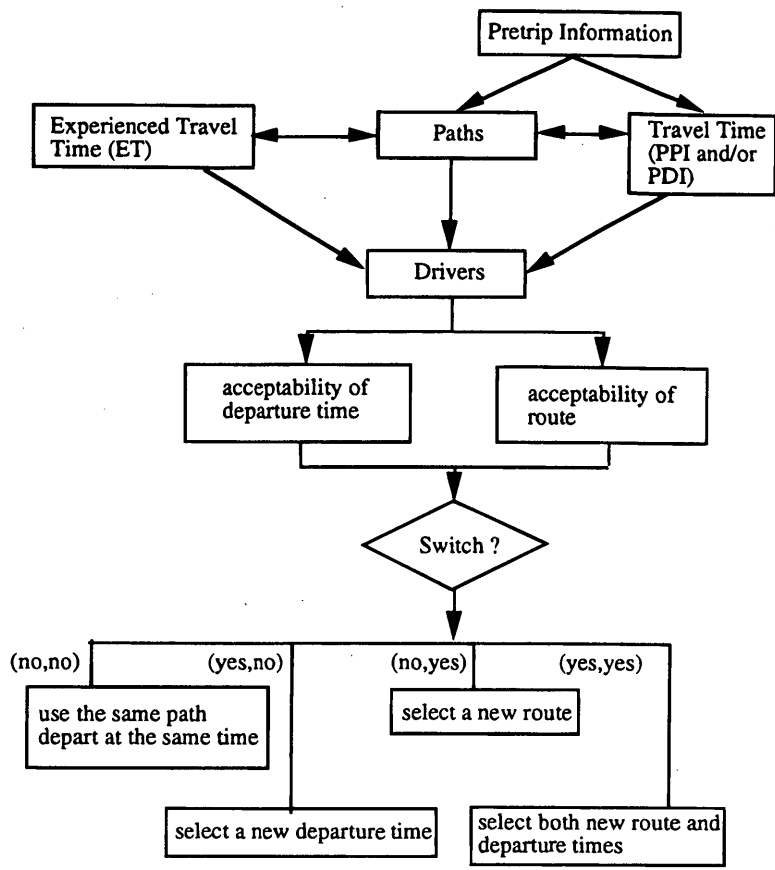 Pretrip Information
Experienced Travel
Time (ET)
Paths
Travel Time
(PPI and/or
PDI)
Drivers
acceptability of
departure time
acceptability of
route
Switch ?
(no,no)
(yes,no)
(no,yes)
(yes,yes)
use the same path
depart at the same time
select a new route
select a new departure time
select both new route and
departure times